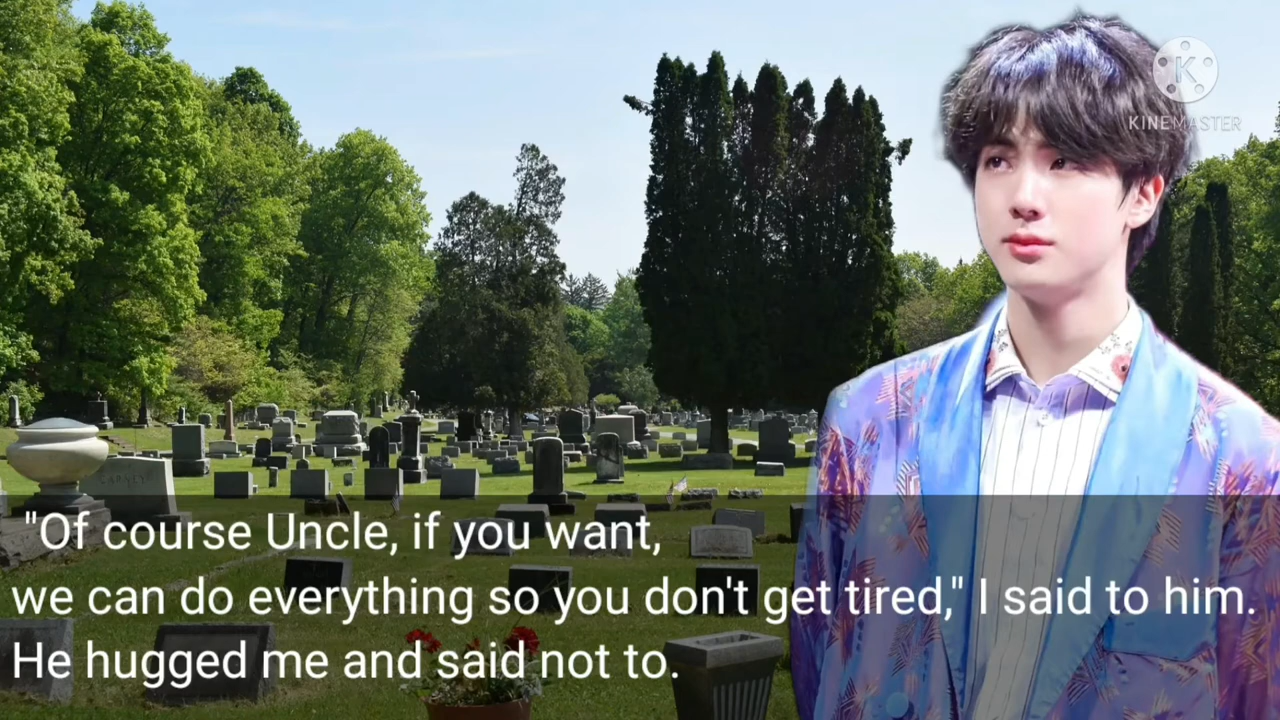 K
KINEMASTER
"Of course Uncle, if you want,
we can do everything so you don't get tired," I said to him.
He hugged me and said not to.